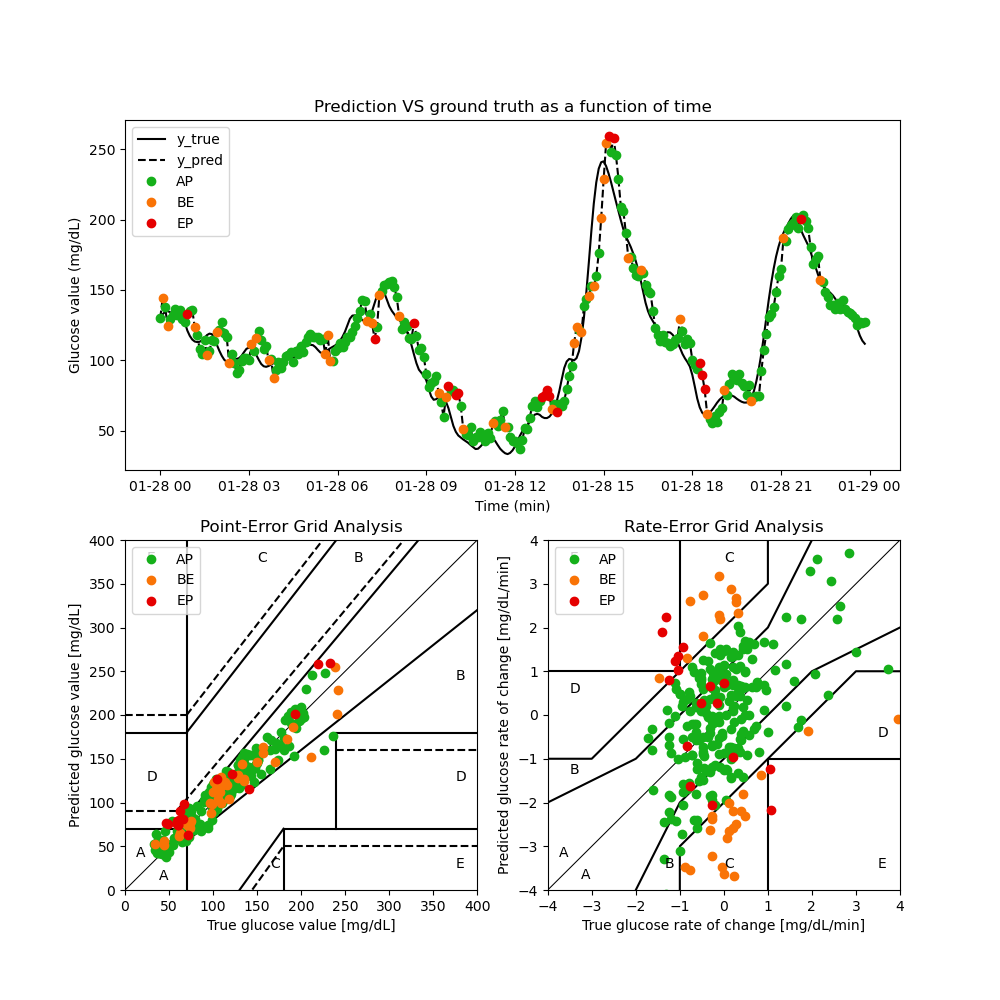 Prediction VS ground truth as a function of time
Glucose value (mg/dL)
250
200
150
100
50
y_true
y_pred
AP
BE
EP
01-28 00 01-28 03 01-28 06 01-28 09 01-28 12 01-28 15 01-28 18 01-28 21 01-29 00
Time (min)
Point-Error Grid Analysis
Predicted glucose value [mg/dL]
400
350
300
250
200
150
100
50
0
AP
BE
EP
C B
B
D D
A
A
C E
0 50 100 150 200 250 300 350 400
True glucose value [mg/dL]
Rate-Error Grid Analysis
Predicted glucose rate of change [mg/dL/min]
4
3
2
1
0
−1
−2
−3
−4
AP
BE
EP
C
D
D
B
A
A
B C E
−4 −3 −2 −1 0 1 2 3 4
True glucose rate of change [mg/dL/min]